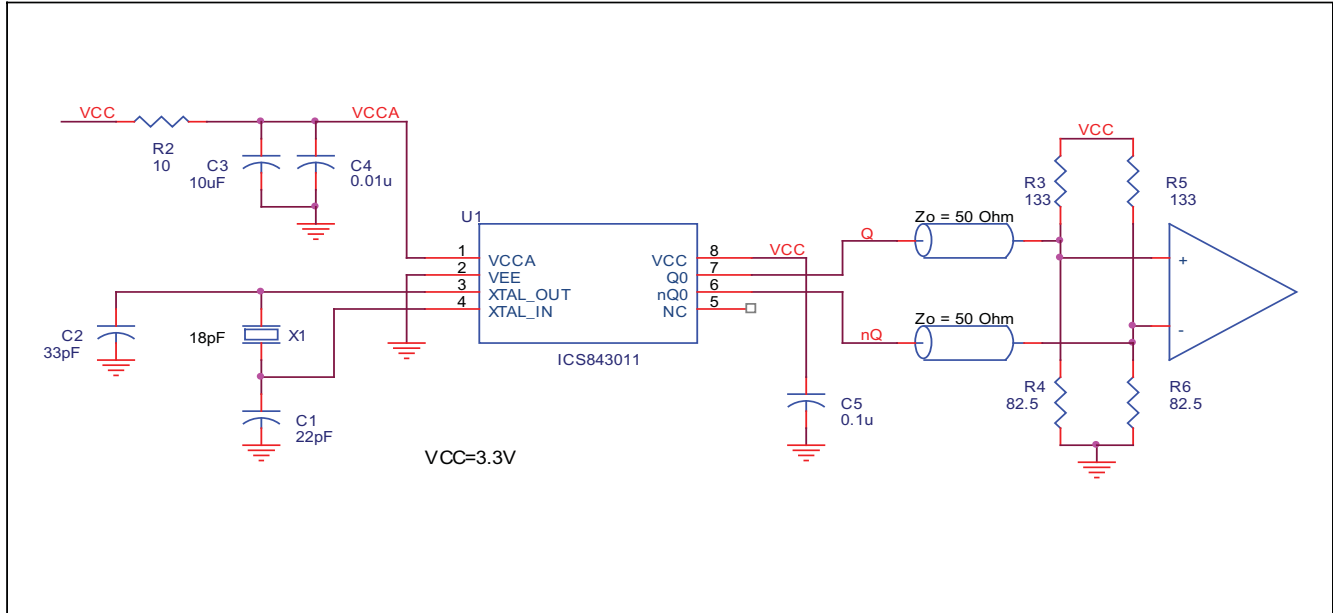 VCC
R2
10
VCCA
C3
10uF
C4
0.01u
U1
1
VCCA
2
VEE
3
XTAL_OUT
4
XTAL_IN
VCC
8
Q0
7
nQ0
6
NC
5
ICS843011
C2
33pF
18pF
X1
C1
22pF
VCC=3.3V
VCC
C5
0.1u
Q
Zo = 50 Ohm
nQ
Zo = 50 Ohm
VCC
R3
133
R5
133
+
-
R4
82.5
R6
82.5